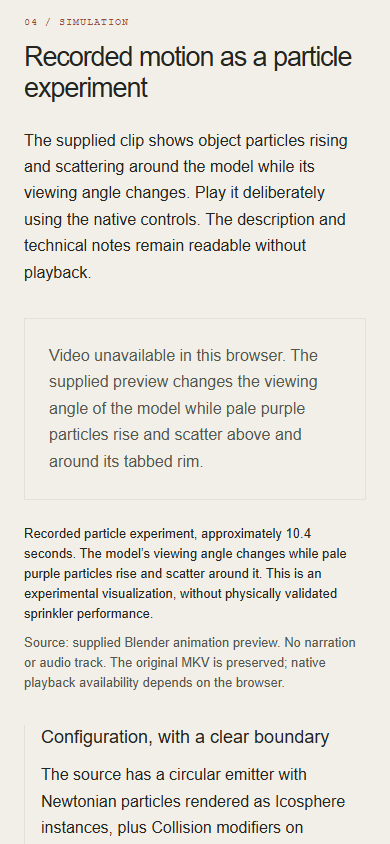 04 / SIMULATION
Recorded motion as a particle
experiment
The supplied clip shows object particles rising
and scattering around the model while its
viewing angle changes. Play it deliberately
using the native controls. The description and
technical notes remain readable without
playback.
Video unavailable in this browser. The
supplied preview changes the viewing
angle of the model while pale purple
particles rise and scatter above and
around its tabbed rim.
Recorded particle experiment, approximately 10.4
seconds. The model’s viewing angle changes while pale
purple particles rise and scatter around it. This is an
experimental visualization, without physically validated
sprinkler performance.
Source: supplied Blender animation preview. No narration
or audio track. The original MKV is preserved; native
playback availability depends on the browser.
Configuration, with a clear boundary
The source has a circular emitter with
Newtonian particles rendered as Icosphere
instances, plus Collision modifiers on